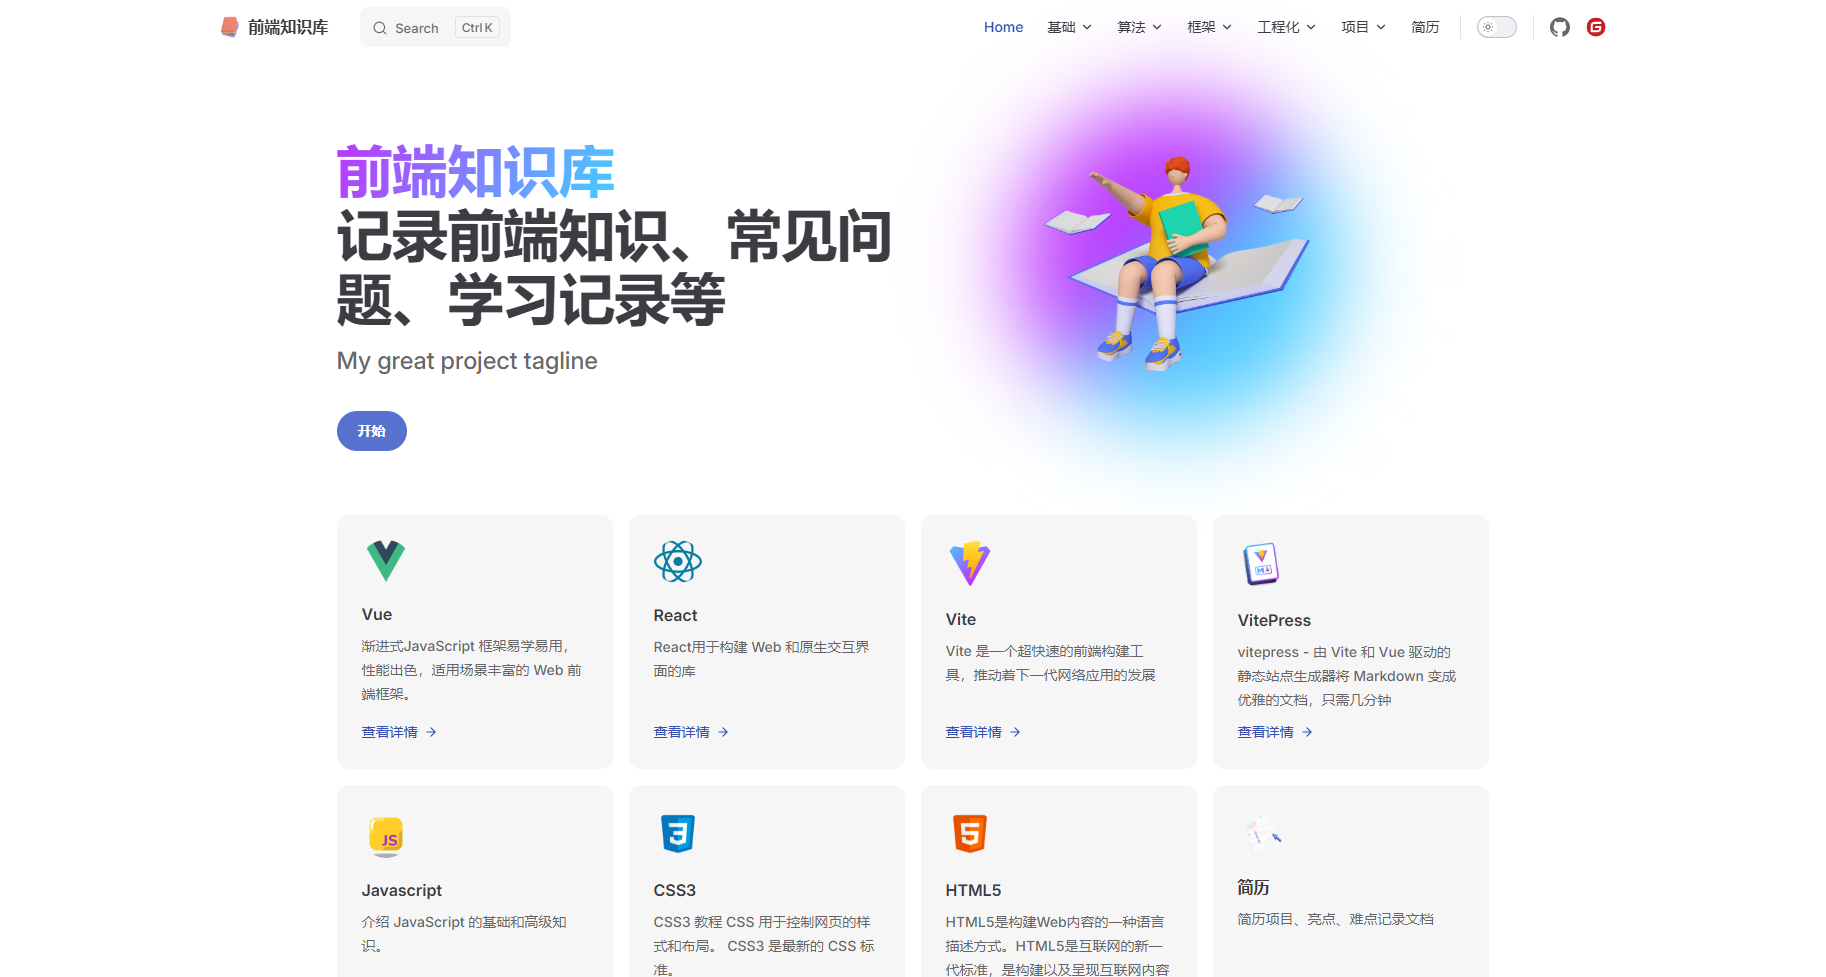 前端知识库
Search
Ctrl K
Home
基础
算法
框架
工程化
项目
简历
前端知识库
记录前端知识、常见问
题、学习记录等
My great project tagline
开始
Vue
渐进式JavaScript 框架易学易用，
性能出色，适用场景丰富的 Web 前
端框架。
查看详情
React
React用于构建 Web 和原生交互界
面的库
查看详情
Vite
Vite 是一个超快速的前端构建工
具，推动着下一代网络应用的发展
查看详情
VitePress
vitepress - 由 Vite 和 Vue 驱动的
静态站点生成器将 Markdown 变成
优雅的文档，只需几分钟
查看详情
JS
Javascript
介绍 JavaScript 的基础和高级知
识。
3
CSS3
CSS3 教程 CSS 用于控制网页的样
式和布局。 CSS3 是最新的 CSS 标
准。
5
HTML5
HTML5是构建Web内容的一种语言
描述方式。HTML5是互联网的新一
代标准，是构建以及呈现互联网内容
简历
简历项目、亮点、难点记录文档